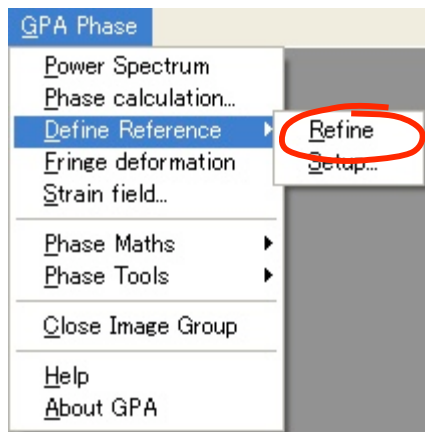 GPA Phase
Power Spectrum
Phase calculation...
Define Reference
Refine
Fringe deformation
Setup...
Strain field...
Phase Maths
Phase Tools
Close Image Group
Help
About GPA